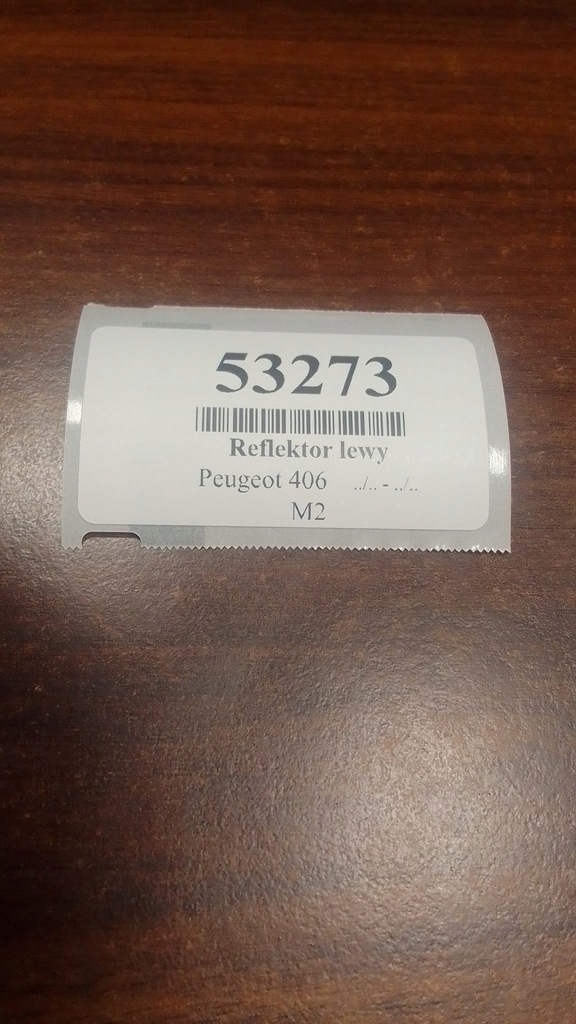 53273
Reflektor lewy
Peugeot 406 ../.. - ../..
M2